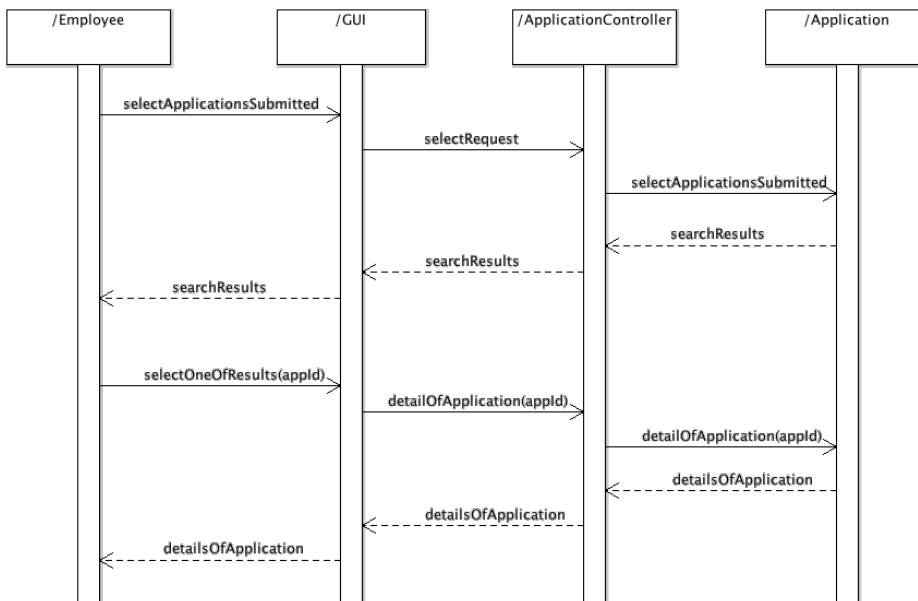 /Employee
/GUI
/ApplicationController
/Application
selectApplicationsSubmitted
selectRequest
selectApplicationsSubmitted
searchResults
searchResults
searchResults
selectOneOfResults(appId)
detailOfApplication(appId)
detailOfApplication(appId)
detailsOfApplication
detailsOfApplication
detailsOfApplication